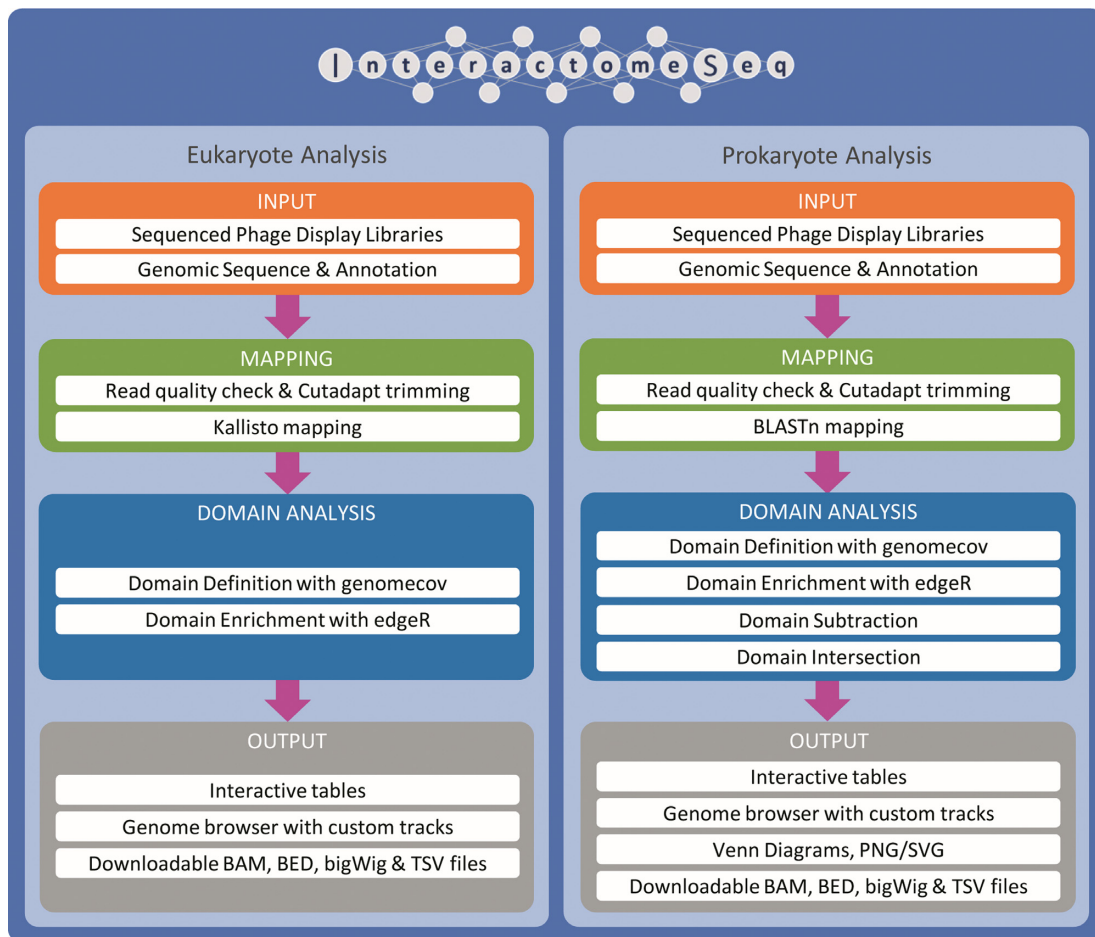 InteractomeSeq
Eukaryote Analysis
INPUT
Sequenced Phage Display Libraries
Genomic Sequence & Annotation
MAPPING
Read quality check & Cutadapt trimming
Kallisto mapping
DOMAIN ANALYSIS
Domain Definition with genomecov
Domain Enrichment with edgeR
OUTPUT
Interactive tables
Genome browser with custom tracks
Downloadable BAM, BED, bigWig & TSV files
Prokaryote Analysis
INPUT
Sequenced Phage Display Libraries
Genomic Sequence & Annotation
MAPPING
Read quality check & Cutadapt trimming
BLASTn mapping
DOMAIN ANALYSIS
Domain Definition with genomecov
Domain Enrichment with edgeR
Domain Subtraction
Domain Intersection
OUTPUT
Interactive tables
Genome browser with custom tracks
Venn Diagrams, PNG/SVG
Downloadable BAM, BED, bigWig & TSV files